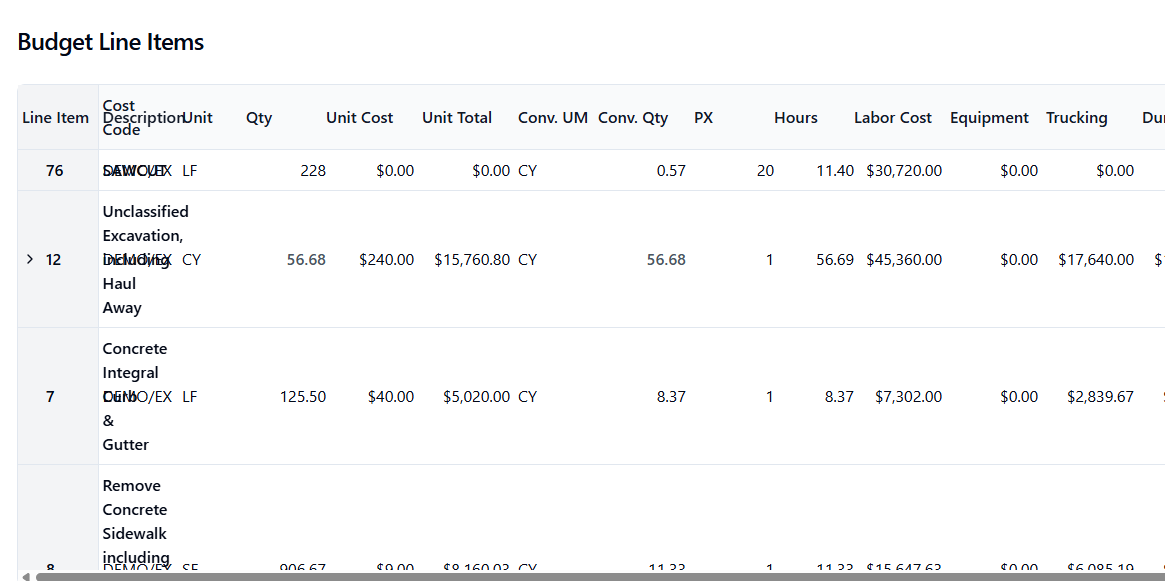 Budget Line Items
Line Item Cost Code Description Unit Qty Unit Cost Unit Total Conv. UM Conv. Qty PX Hours Labor Cost Equipment Trucking
76 DEMO/EX SAWCUT LF 228 $0.00 $0.00 CY 0.57 20 11.40 $30,720.00 $0.00 $0.00
Unclassified
Excavation,
12 DEMO/EX including CY 56.68 $240.00 $15,760.80 CY 56.68 1 56.69 $45,360.00 $0.00 $17,640.00
Haul
Away
Concrete
Integral
7 DEMO/EX Curb LF 125.50 $40.00 $5,020.00 CY 8.37 1 8.37 $7,302.00 $0.00 $2,839.67
&
Gutter
Remove
Concrete
Sidewalk
including
8 DEMO/EX SF 906.67 $9.00 $8,160.03 CY 11.33 1 11.33 $15,647.63 $0.00 $6,085.19